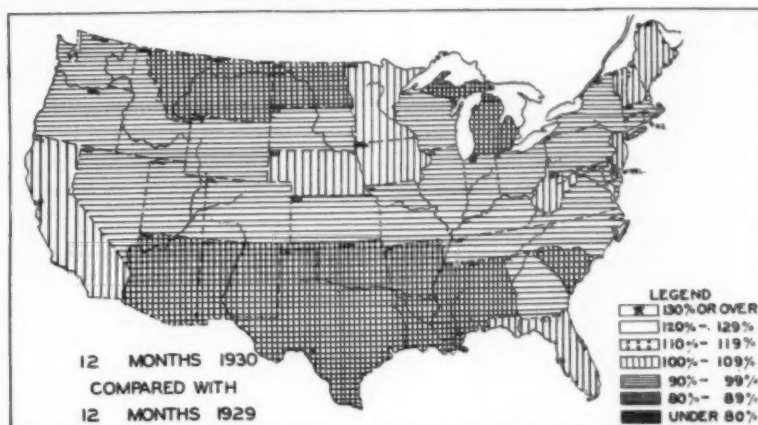 12 MONTHS 1930
COMPARED WITH
12 MONTHS 1929
LEGEND
130% OR OVER
120% - 129%
110% - 119%
100% - 109%
90% - 99%
80% - 89%
UNDER 80%